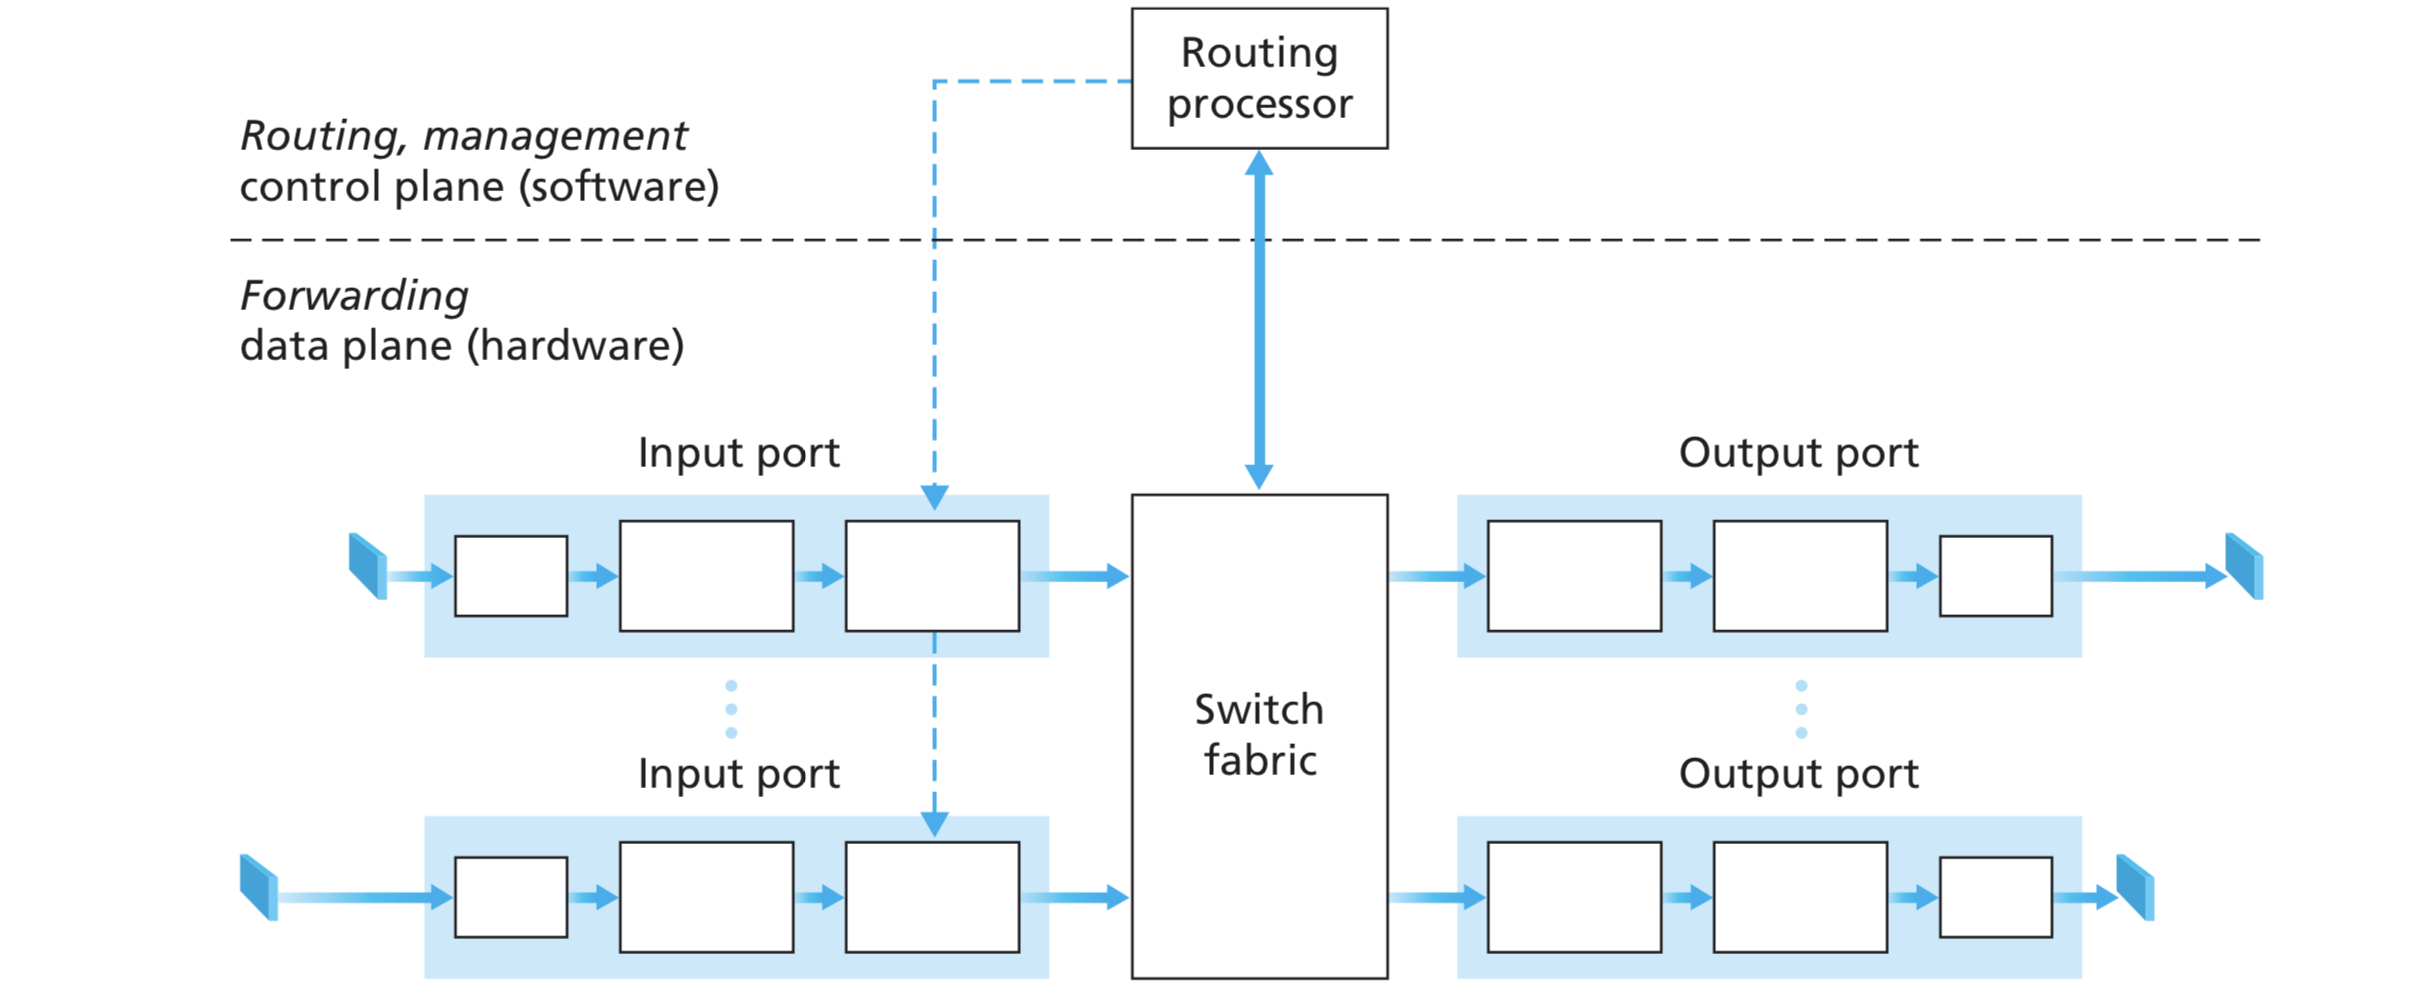 Routing
processor
Routing, management
control plane (software)
Forwarding
data plane (hardware)
Input port
Output port
Switch
fabric
Input port
Output port